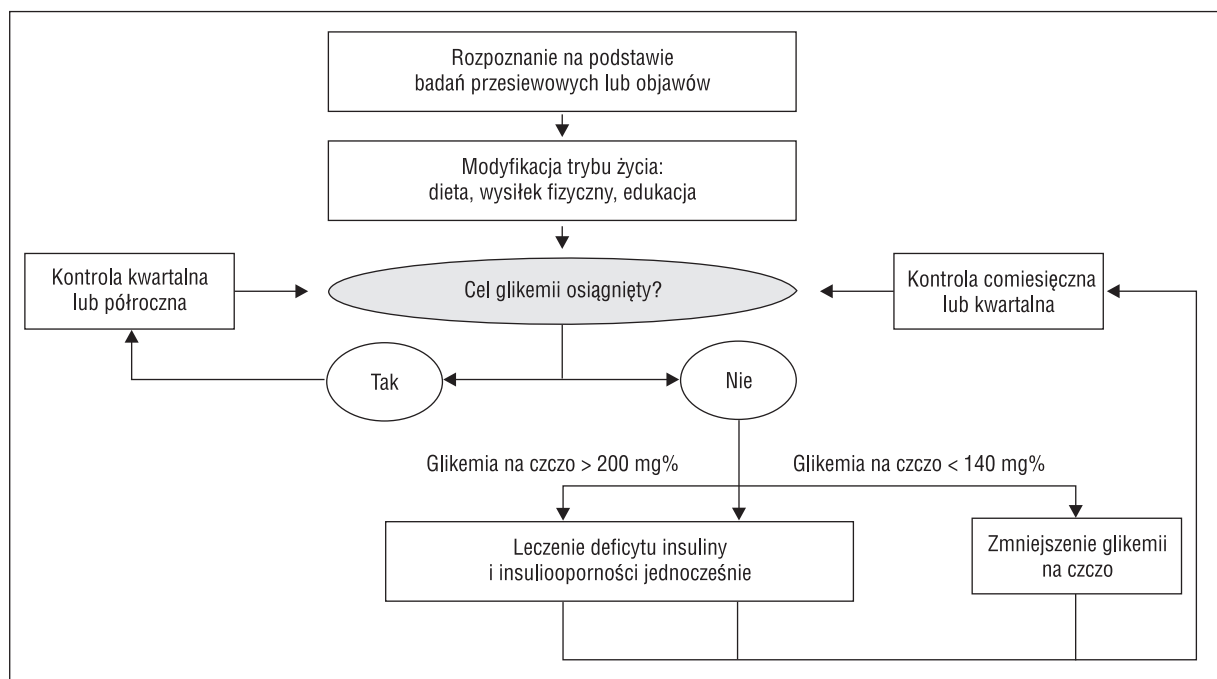 Rozpoznanie na podstawie
badań przesiewowych lub objawów
Modyfikacja trybu życia:
dieta, wysiłek fizyczny, edukacja
Kontrola kwartalna
lub półroczna
Cel glikemii osiągnięty?
Kontrola comiesięczna
lub kwartalna
Tak
Nie
Glikemia na czczo > 200 mg%
Glikemia na czczo < 140 mg%
Leczenie deficytu insuliny
i insuliooporności jednocześnie
Zmniejszenie glikemii
na czczo